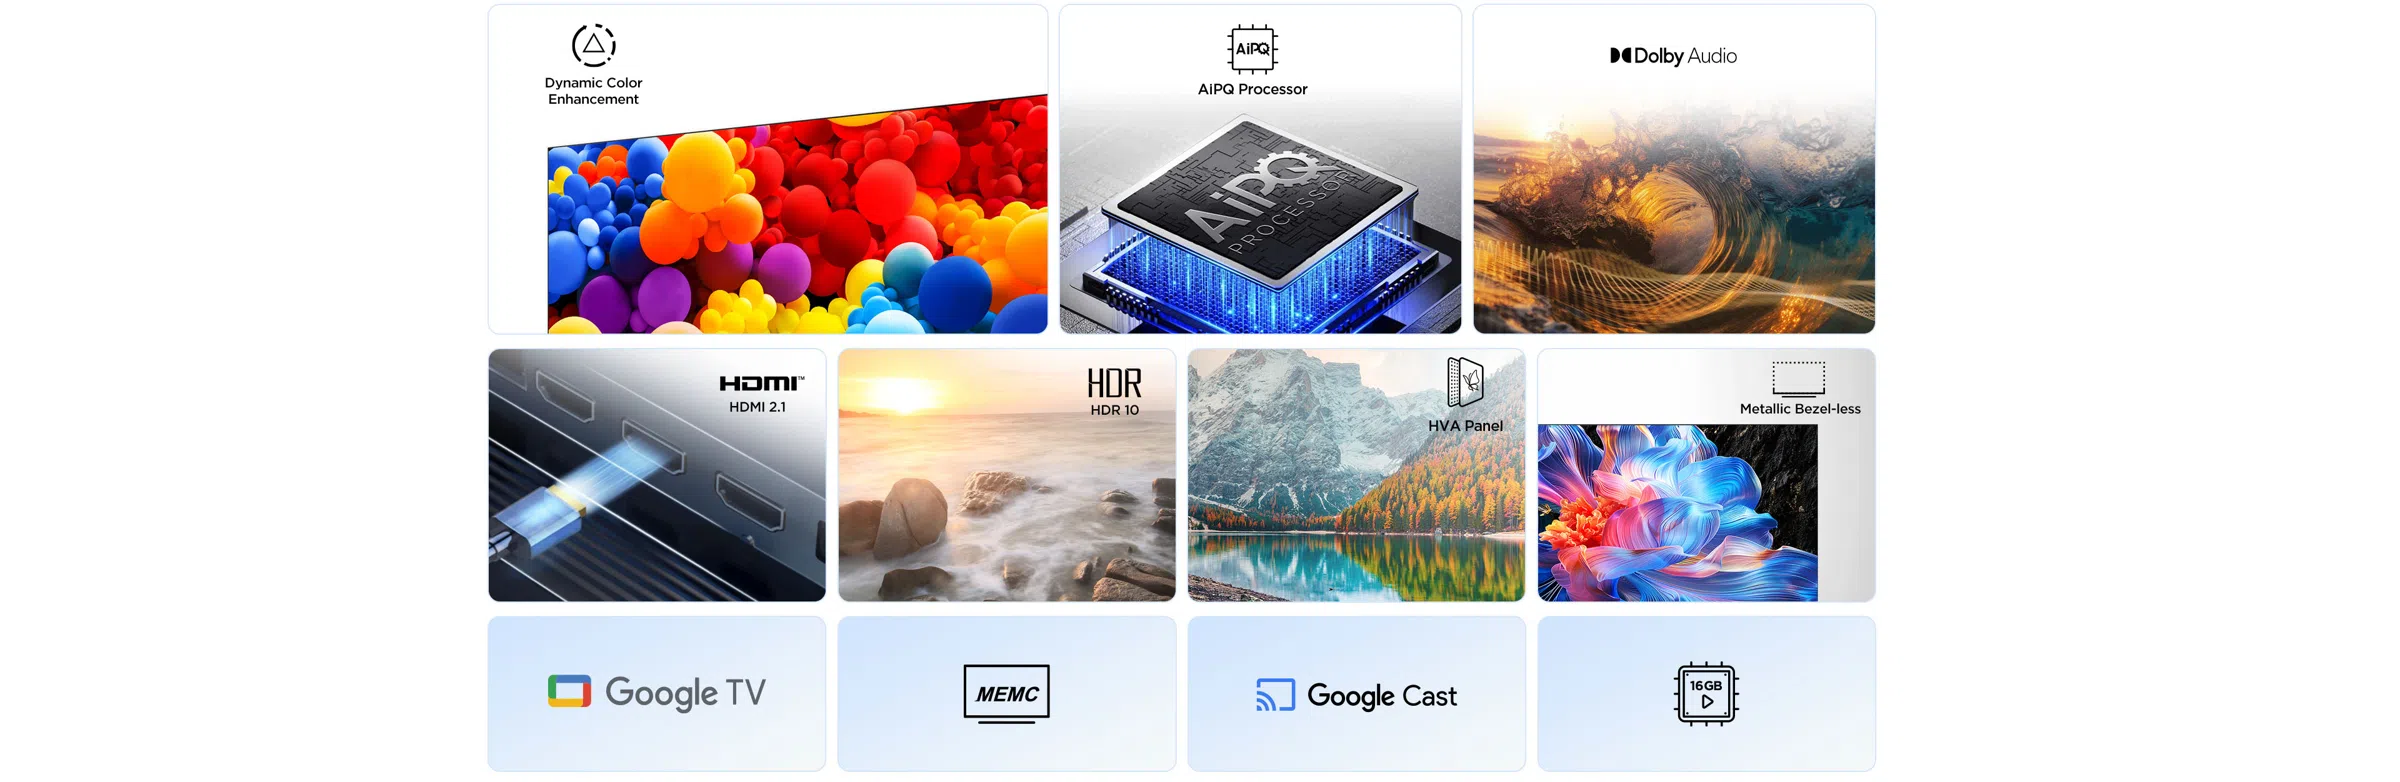 Dynamic Color
Enhancement
AiPQ
AiPQ Processor
AiPQ
PROCESSOR
Dolby Audio
HDMI™
HDMI 2.1
HDR
HDR 10
HVA Panel
Metallic Bezel-less
Google TV
MEMC
Google Cast
16GB